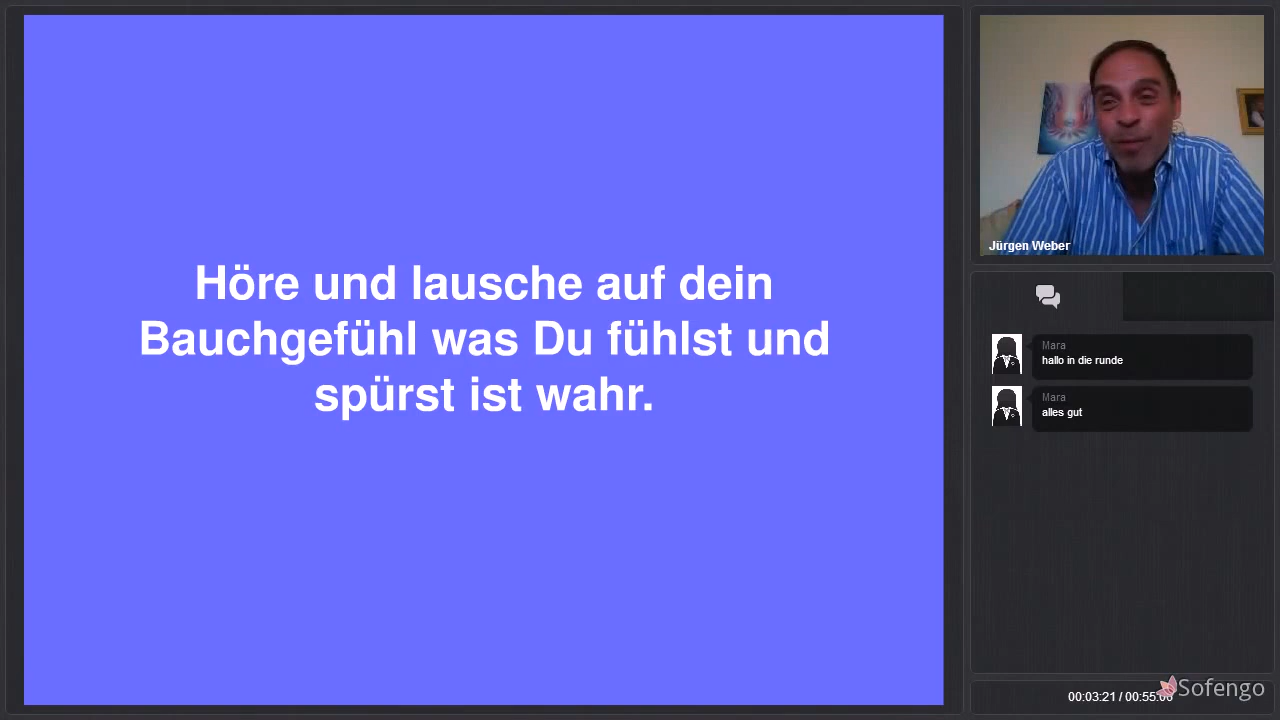 Höre und lausche auf dein
Bauchgefühl was Du fühlst und
spürst ist wahr.
Jürgen Weber
Mara
hallo in die runde
Mara
alles gut
00:03:21 / 00:55:06
Sofengo